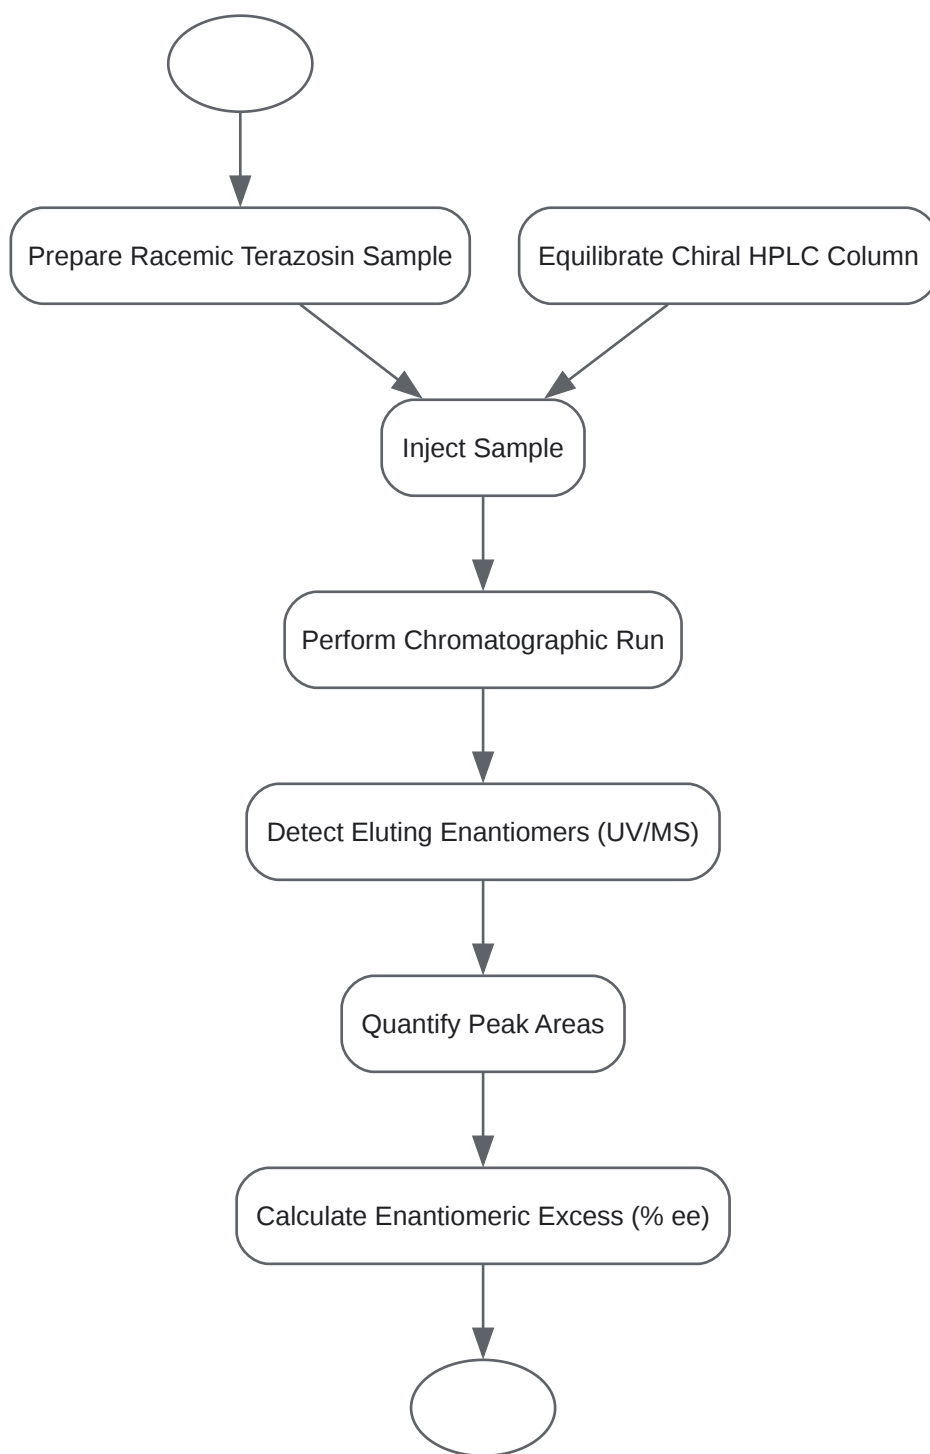 Prepare Racemic Terazosin Sample
Equilibrate Chiral HPLC Column
Inject Sample
Perform Chromatographic Run
Detect Eluting Enantiomers (UV/MS)
Quantify Peak Areas
Calculate Enantiomeric Excess (% ee)